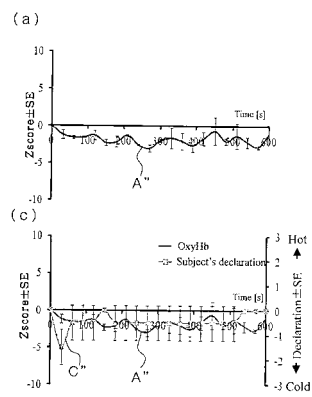 (a)
10
5
0
-5
-10
Zscore±SE
Time [s]
0 100 200 300 400 500 600
A"
(c)
10
5
0
-5
-10
Zscore±SE
OxyHb
Subject's declaration
Time [s]
0 100 200 300 400 500 600
C"
A"
3
2
1
0
-1
-2
-3
Hot
Declaration±SE
Cold